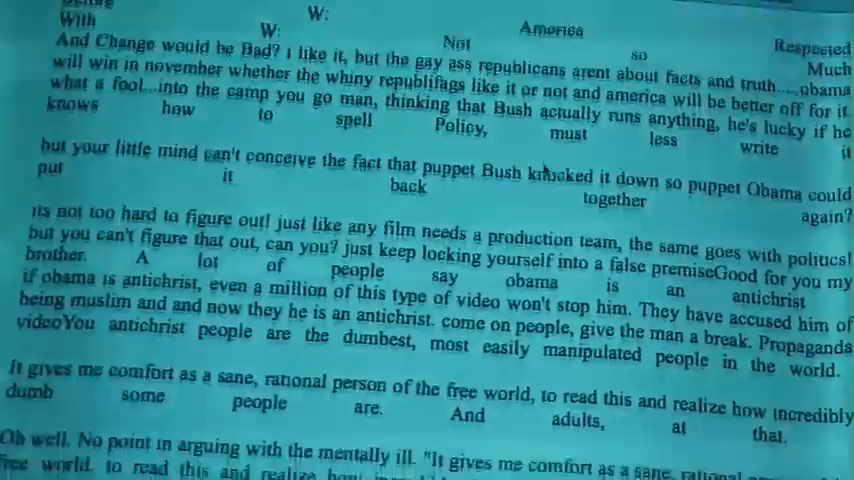 With W: W: Not America so Respected
And Change would be Bad? i like it, but the gay ass republicans arent about facts and truth.....obama Much
will win in november whether the whiny republifags like it or not and america will be better off for it.
what a fool...into the camp you go man, thinking that Bush actually runs anything, he's lucky if he
knows how to spell Policy, must less write it
but your little mind can't conceive the fact that puppet Bush knocked it down so puppet Obama could
put it back together again?
its not too hard to figure out! just like any film needs a production team, the same goes with politics!
but you can't figure that out, can you? just keep locking yourself into a false premiseGood for you my
brother. A lot of people say obama is an antichrist
if obama is antichrist, even a million of this type of video won't stop him. They have accused him of
being muslim and and now they he is an antichrist. come on people, give the man a break. Propaganda
videoYou antichrist people are the dumbest, most easily manipulated people in the world.
It gives me comfort as a sane, rational person of the free world, to read this and realize how incredibly
dumb some people are. And adults, at that.
Oh well. No point in arguing with the mentally ill. "It gives me comfort as a sane, rational
free world, to read this and realize how